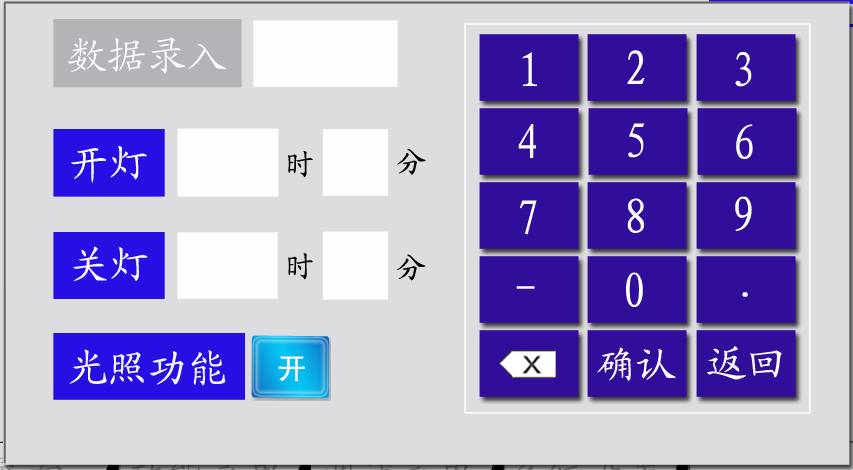 数据录入
开灯 时 分
关灯 时 分
光照功能 开
1 2 3
4 5 6
7 8 9
- 0 .
X 确认 返回